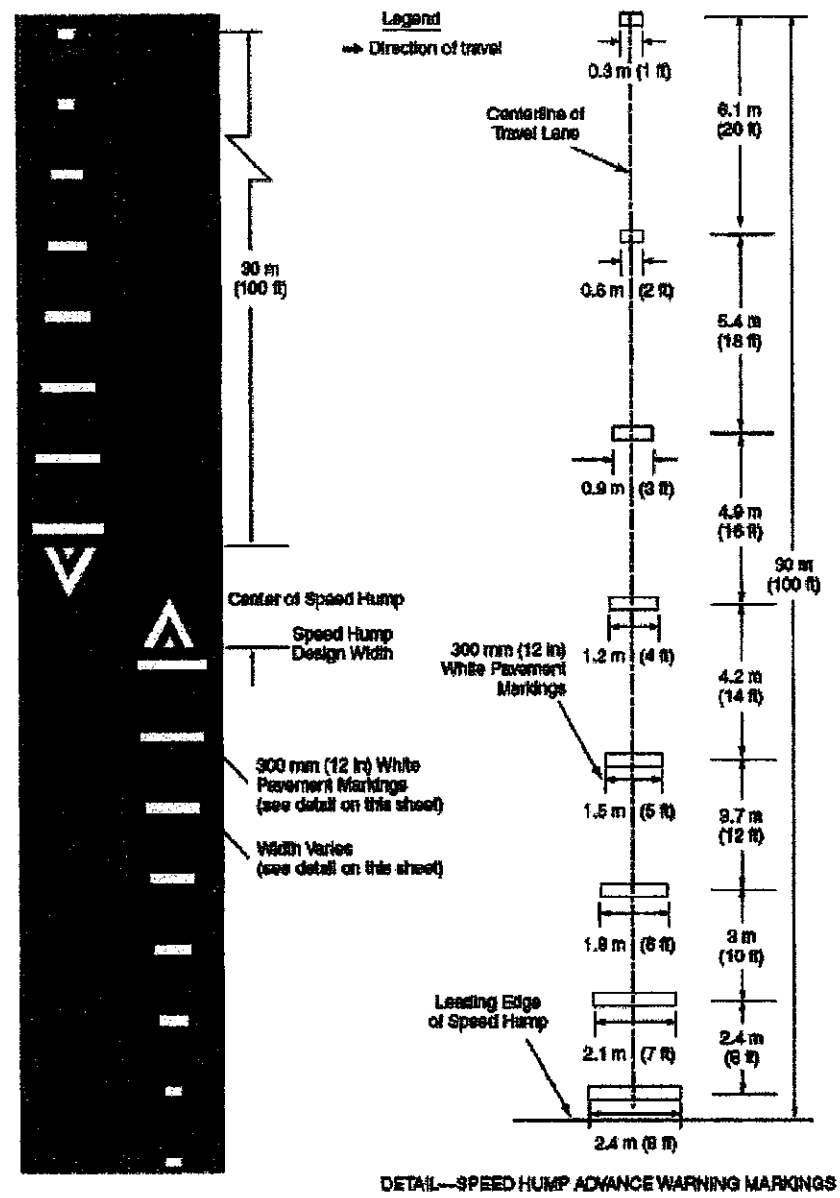 Legend
Direction of travel
0.3 m (1 ft)
6.1 m
(20 ft)
Centerline of
Travel Lane
30 m
(100 ft)
0.6 m (2 ft)
5.4 m
(18 ft)
0.9 m (3 ft)
4.9 m
(16 ft)
30 m
(100 ft)
Center of Speed Hump
Speed Hump
Design Width
300 mm (12 in)
White Pavement
Markings
1.2 m (4 ft)
4.2 m
(14 ft)
300 mm (12 in) White
Pavement Markings
(see detail on this sheet)
Width Varies
(see detail on this sheet)
1.5 m (5 ft)
3.7 m
(12 ft)
1.8 m (6 ft)
3 m
(10 ft)
Leading Edge
of Speed Hump
2.1 m (7 ft)
2.4 m
(8 ft)
2.4 m (8 ft)
DETAIL—SPEED HUMP ADVANCE WARNING MARKINGS